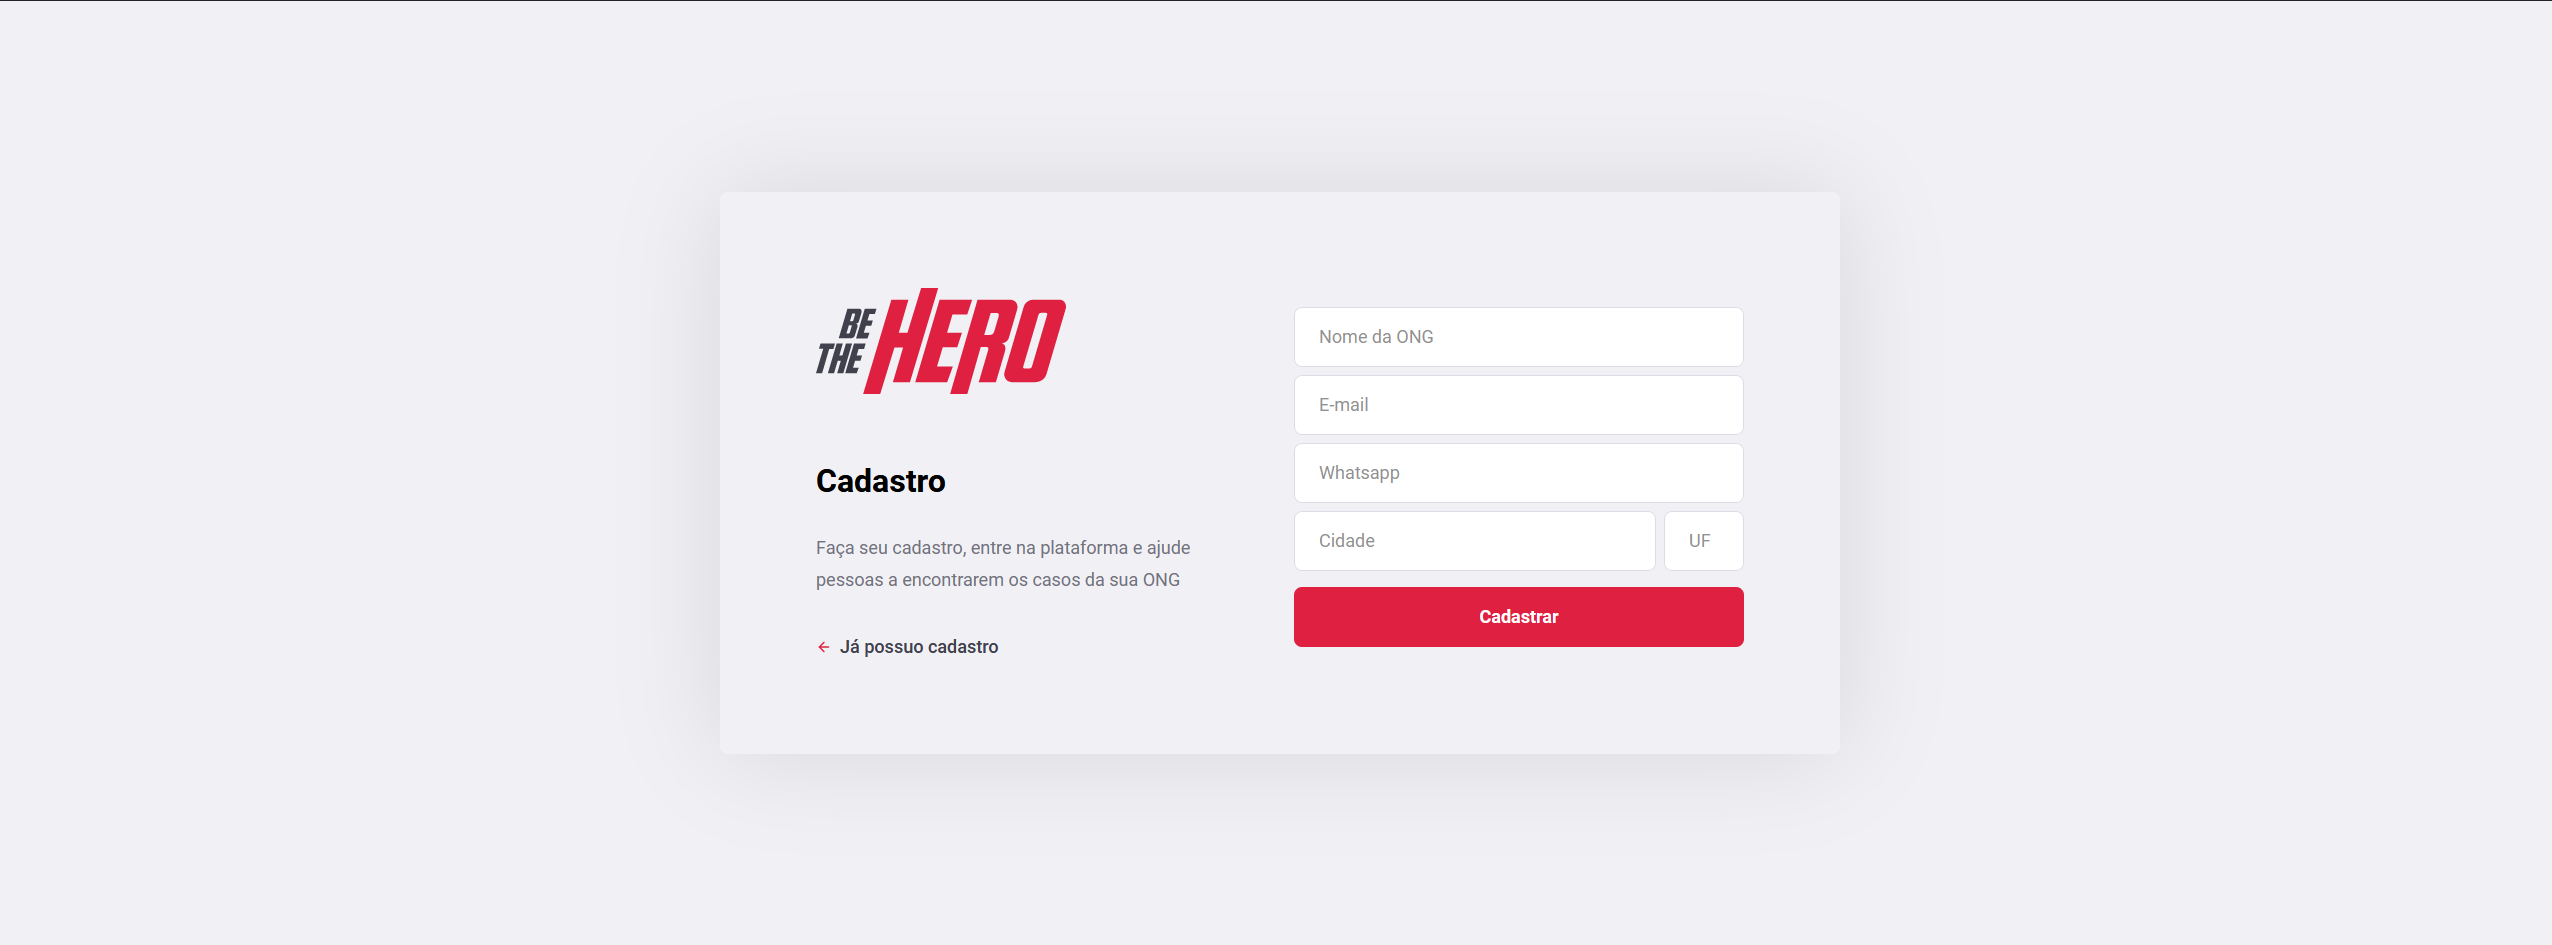 BE
THE HERO
Cadastro
Faça seu cadastro, entre na plataforma e ajude
pessoas a encontrarem os casos da sua ONG
Já possuo cadastro
Nome da ONG
E-mail
Whatsapp
Cidade UF
Cadastrar